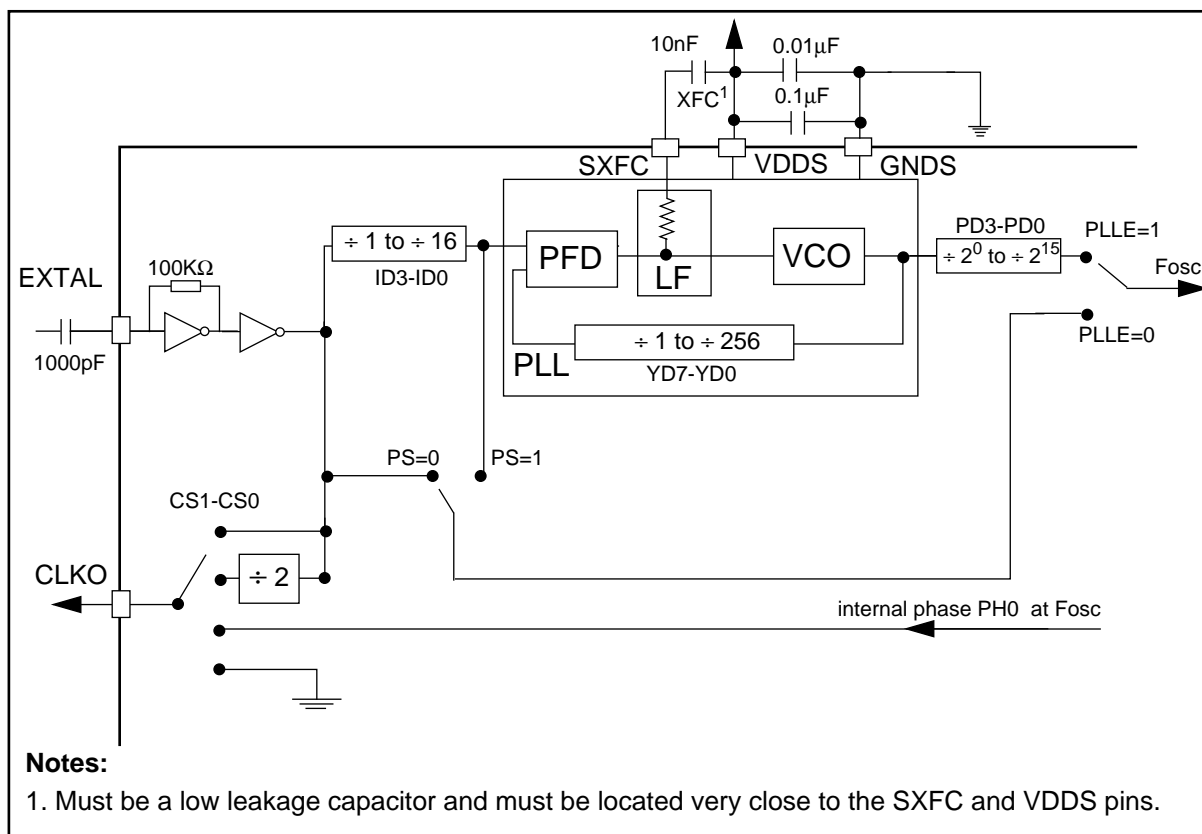 10nF
0.01μF
XFC¹
0.1μF
SXFC
VDDS
GNDS
÷ 1 to ÷ 16
ID3-ID0
PFD
LF
VCO
PD3-PD0
÷ 2⁰ to ÷ 2¹⁵
PLLE=1
Fosc
EXTAL
100KΩ
1000pF
PLL
÷ 1 to ÷ 256
YD7-YD0
PLLE=0
PS=0
PS=1
CS1-CS0
CLKO
÷ 2
internal phase PH0 at Fosc
Notes:
1. Must be a low leakage capacitor and must be located very close to the SXFC and VDDS pins.